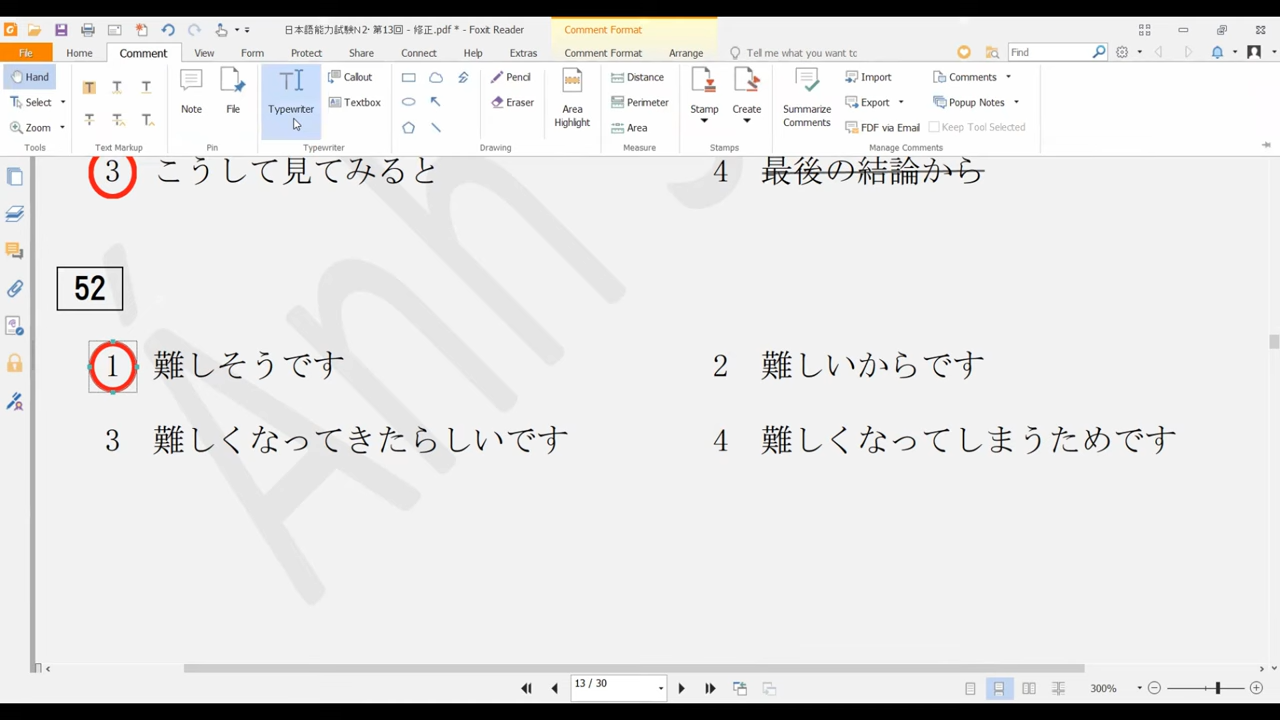 日本語能力試験N2· 第13回 - 修正.pdf * - Foxit Reader
Comment Format
File
Home
Comment
View
Form
Protect
Share
Connect
Help
Extras
Comment Format
Arrange
Tell me what you want to
Find
Hand
Select
Zoom
Tools
Text Markup
Note
File
Pin
Typewriter
Callout
Textbox
Typewriter
Pencil
Eraser
Drawing
Area Highlight
Distance
Perimeter
Area
Measure
Stamp
Create
Stamps
Summarize Comments
Import
Export
FDF via Email
Comments
Popup Notes
Keep Tool Selected
Manage Comments
3 こうして見てみると
4 最後の結論から
52
1 難しそうです
2 難しいからです
3 難しくなってきたらしいです
4 難しくなってしまうためです
13 / 30
300%